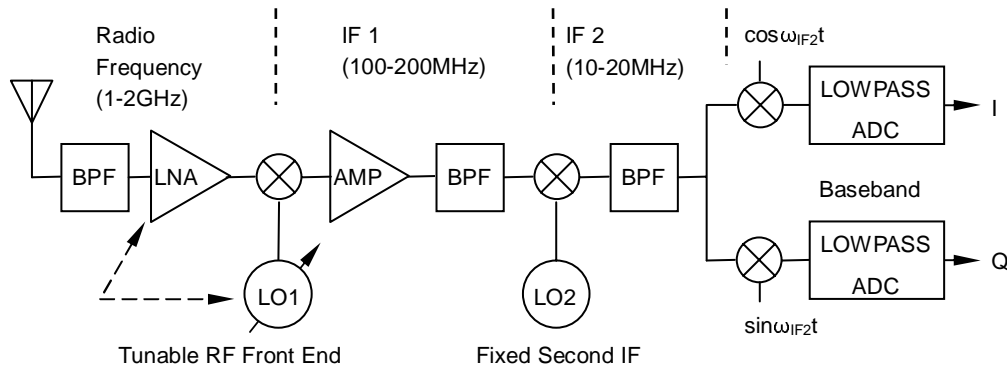 Radio
Frequency
(1-2GHz)
IF 1
(100-200MHz)
IF 2
(10-20MHz)
cosωIF2t
LOWPASS
ADC
I
BPF
LNA
AMP
BPF
BPF
Baseband
LOWPASS
ADC
Q
LO1
LO2
sinωIF2t
Tunable RF Front End
Fixed Second IF